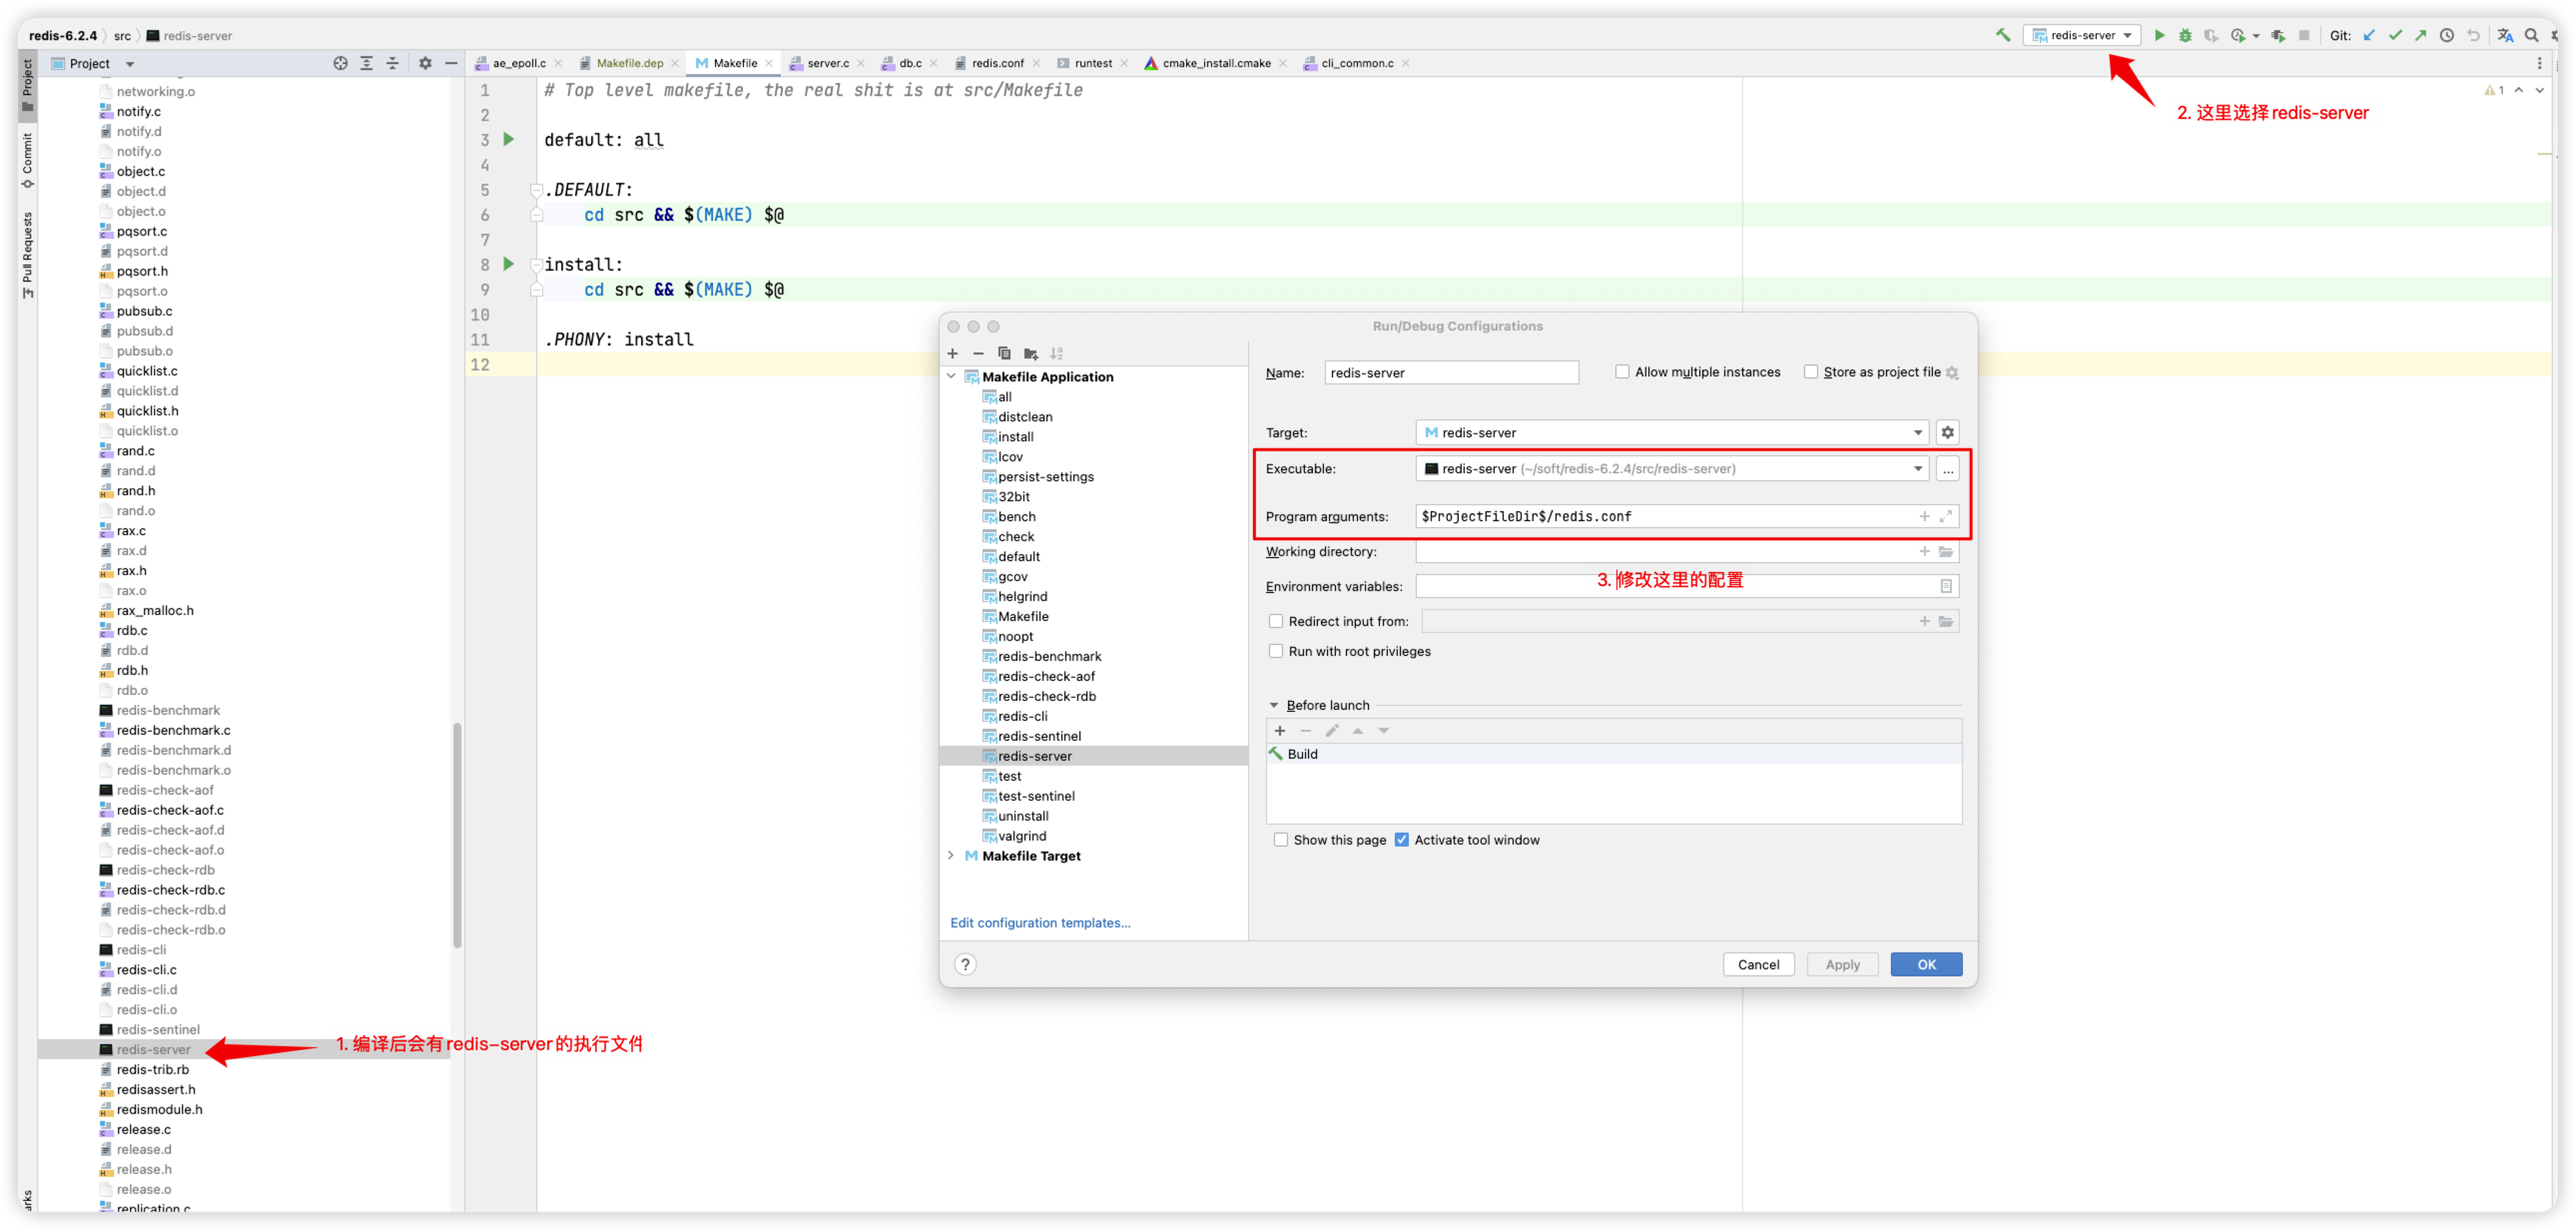 redis-6.2.4 〉 src 〉 redis-server
redis-server
Git:
Project
ae_epoll.c
Makefile.dep
Makefile
server.c
db.c
redis.conf
runtest
cmake_install.cmake
cli_common.c
Project
Commit
Pull Requests
networking.o
notify.c
notify.d
notify.o
object.c
object.d
object.o
pqsort.c
pqsort.d
pqsort.h
pqsort.o
pubsub.c
pubsub.d
pubsub.o
quicklist.c
quicklist.d
quicklist.h
quicklist.o
rand.c
rand.d
rand.h
rand.o
rax.c
rax.d
rax.h
rax.o
rax_malloc.h
rdb.c
rdb.d
rdb.h
rdb.o
redis-benchmark
redis-benchmark.c
redis-benchmark.d
redis-benchmark.o
redis-check-aof
redis-check-aof.c
redis-check-aof.d
redis-check-aof.o
redis-check-rdb
redis-check-rdb.c
redis-check-rdb.d
redis-check-rdb.o
redis-cli
redis-cli.c
redis-cli.d
redis-cli.o
redis-sentinel
redis-server
redis-trib.rb
redisassert.h
redismodule.h
release.c
release.d
release.h
release.o
replication.c
1. 编译后会有redis-server的执行文件
1 # Top level makefile, the real shit is at src/Makefile
2
3 default: all
4
5 .DEFAULT:
6 cd src && $(MAKE) $@
7
8 install:
9 cd src && $(MAKE) $@
10
11 .PHONY: install
12
1
2. 这里选择redis-server
Run/Debug Configurations
Makefile Application
all
distclean
install
lcov
persist-settings
32bit
bench
check
default
gcov
helgrind
Makefile
noopt
redis-benchmark
redis-check-aof
redis-check-rdb
redis-cli
redis-sentinel
redis-server
test
test-sentinel
uninstall
valgrind
Makefile Target
Edit configuration templates...
Name: redis-server
Allow multiple instances
Store as project file
Target: redis-server
Executable: redis-server (~/soft/redis-6.2.4/src/redis-server) ...
Program arguments: $ProjectFileDir$/redis.conf
Working directory:
Environment variables:
3. 修改这里的配置
Redirect input from:
Run with root privileges
Before launch
Build
Show this page
Activate tool window
?
Cancel
Apply
OK